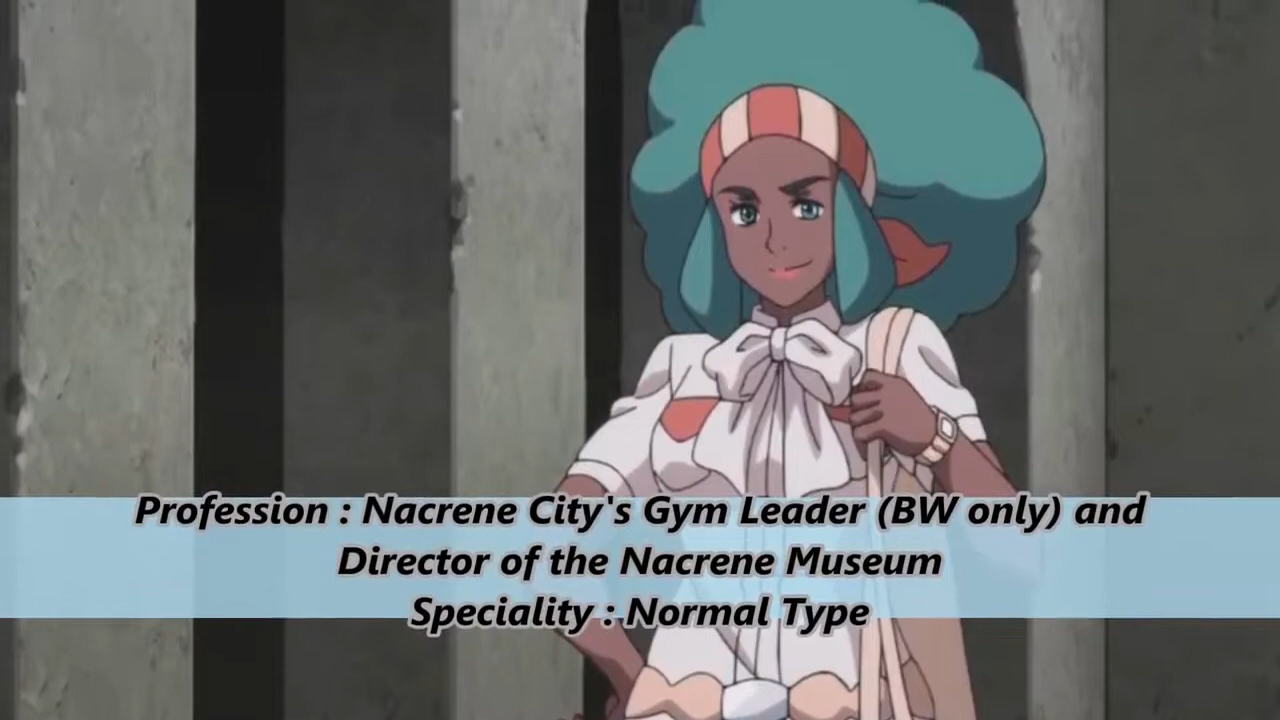 Profession : Nacrene City's Gym Leader (BW only) and
Director of the Nacrene Museum
Speciality : Normal Type